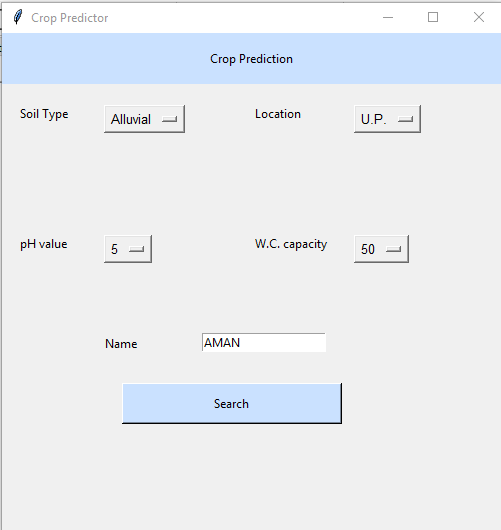 Crop Predictor
Crop Prediction
Soil Type Alluvial Location U.P.
pH value 5 W.C. capacity 50
Name AMAN
Search